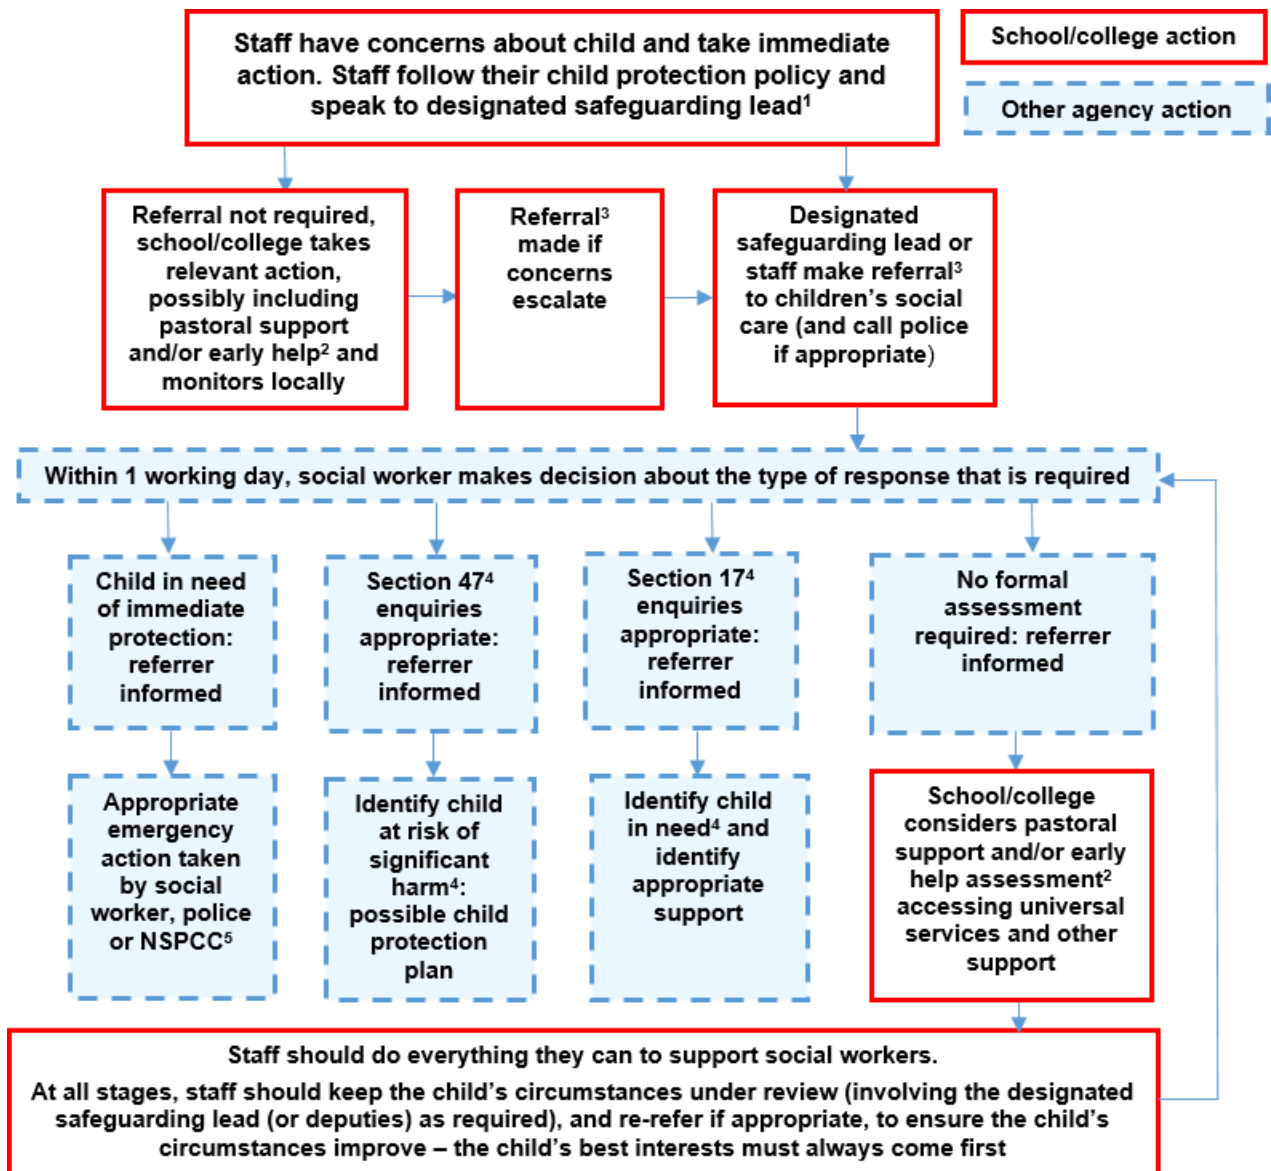 Staff have concerns about child and take immediate
action. Staff follow their child protection policy and
speak to designated safeguarding lead¹
School/college action
Other agency action
Referral not required,
school/college takes
relevant action,
possibly including
pastoral support
and/or early help² and
monitors locally
Referral³
made if
concerns
escalate
Designated
safeguarding lead or
staff make referral³
to children’s social
care (and call police
if appropriate)
Within 1 working day, social worker makes decision about the type of response that is required
Child in need
of immediate
protection:
referrer
informed
Section 47⁴
enquiries
appropriate:
referrer
informed
Section 17⁴
enquiries
appropriate:
referrer
informed
No formal
assessment
required: referrer
informed
Appropriate
emergency
action taken
by social
worker, police
or NSPCC⁵
Identify child
at risk of
significant
harm⁴:
possible child
protection
plan
Identify child
in need⁴ and
identify
appropriate
support
School/college
considers pastoral
support and/or early
help assessment²
accessing universal
services and other
support
Staff should do everything they can to support social workers.
At all stages, staff should keep the child’s circumstances under review (involving the designated
safeguarding lead (or deputies) as required), and re-refer if appropriate, to ensure the child’s
circumstances improve – the child’s best interests must always come first